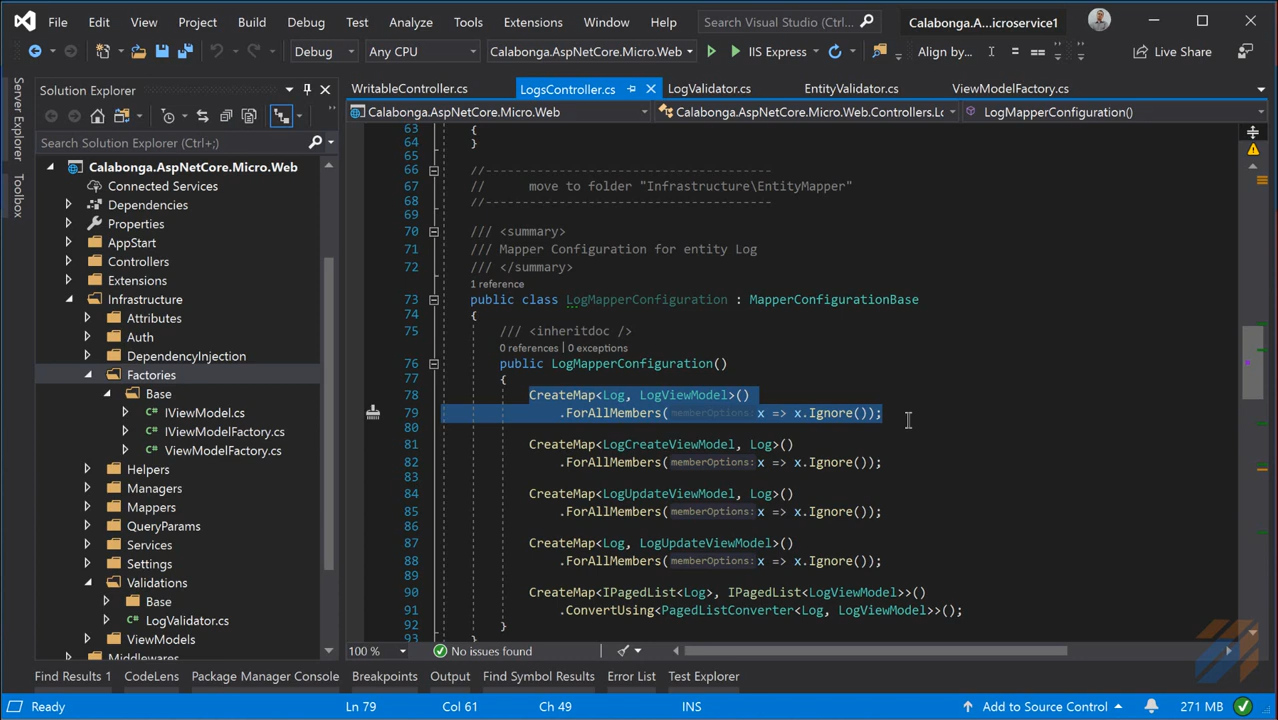 File Edit View Project Build Debug Test Analyze Tools Extensions Window Help Search Visual Studio Calabonga.A...icroservice1
Debug Any CPU Calabonga.AspNetCore.Micro.Web IIS Express Align by... Live Share
Server Explorer
Toolbox
Solution Explorer
Search Solution Explorer (Ctrl+;)
Calabonga.AspNetCore.Micro.Web
Connected Services
Dependencies
Properties
AppStart
Controllers
Extensions
Infrastructure
Attributes
Auth
DependencyInjection
Factories
Base
IViewModel.cs
IViewModelFactory.cs
ViewModelFactory.cs
Helpers
Managers
Mappers
QueryParams
Services
Settings
Validations
Base
LogValidator.cs
ViewModels
Middlewares
WritableController.cs LogsController.cs LogValidator.cs EntityValidator.cs ViewModelFactory.cs
Calabonga.AspNetCore.Micro.Web Calabonga.AspNetCore.Micro.Web.Controllers.Lc LogMapperConfiguration()
63 {
64 }
65
66 //-----------------------------------------
67 // move to folder "Infrastructure\EntityMapper"
68 //-----------------------------------------
69
70 /// <summary>
71 /// Mapper Configuration for entity Log
72 /// </summary>
1 reference
73 public class LogMapperConfiguration : MapperConfigurationBase
74 {
75 /// <inheritdoc />
0 references | 0 exceptions
76 public LogMapperConfiguration()
77 {
78 CreateMap<Log, LogViewModel>()
79 .ForAllMembers(memberOptions: x => x.Ignore());
80
81 CreateMap<LogCreateViewModel, Log>()
82 .ForAllMembers(memberOptions: x => x.Ignore());
83
84 CreateMap<LogUpdateViewModel, Log>()
85 .ForAllMembers(memberOptions: x => x.Ignore());
86
87 CreateMap<Log, LogUpdateViewModel>()
88 .ForAllMembers(memberOptions: x => x.Ignore());
89
90 CreateMap<IPagedList<Log>, IPagedList<LogViewModel>>()
91 .ConvertUsing<PagedListConverter<Log, LogViewModel>>();
92 }
93 }
100 % No issues found
Find Results 1 CodeLens Package Manager Console Breakpoints Output Find Symbol Results Error List Test Explorer
Ready Ln 79 Col 61 Ch 49 INS Add to Source Control 271 MB